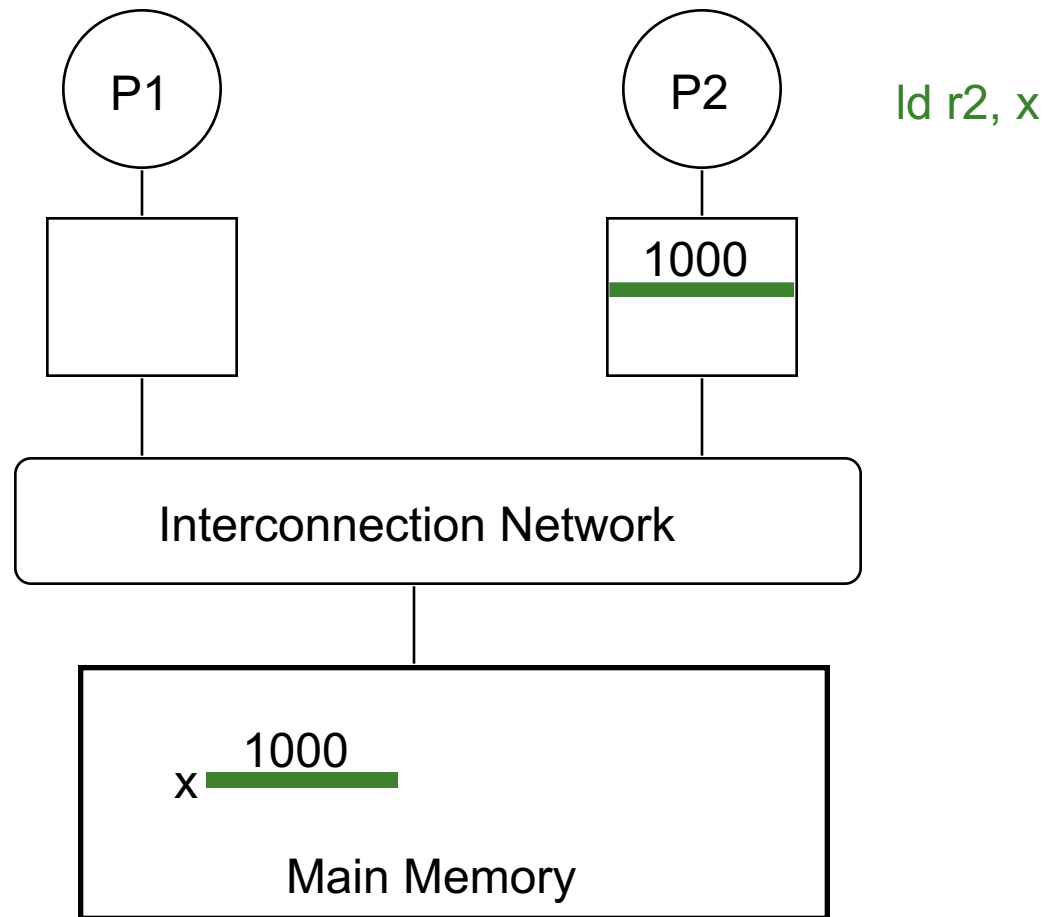 P1
P2
ld r2, x
1000
Interconnection Network
1000
x
Main Memory